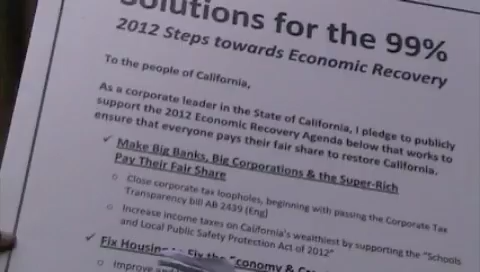 Solutions for the 99%
2012 Steps towards Economic Recovery
To the people of California,
As a corporate leader in the State of California, I pledge to publicly
support the 2012 Economic Recovery Agenda below that works to
ensure that everyone pays their fair share to restore California.
✓ Make Big Banks, Big Corporations & the Super-Rich
Pay Their Fair Share
o Close corporate tax loopholes, beginning with passing the Corporate Tax
Transparency bill AB 2439 (Eng)
o Increase income taxes on California's wealthiest by supporting the "Schools
and Local Public Safety Protection Act of 2012"
✓ Fix Housing to Fix the Economy &
o Improve